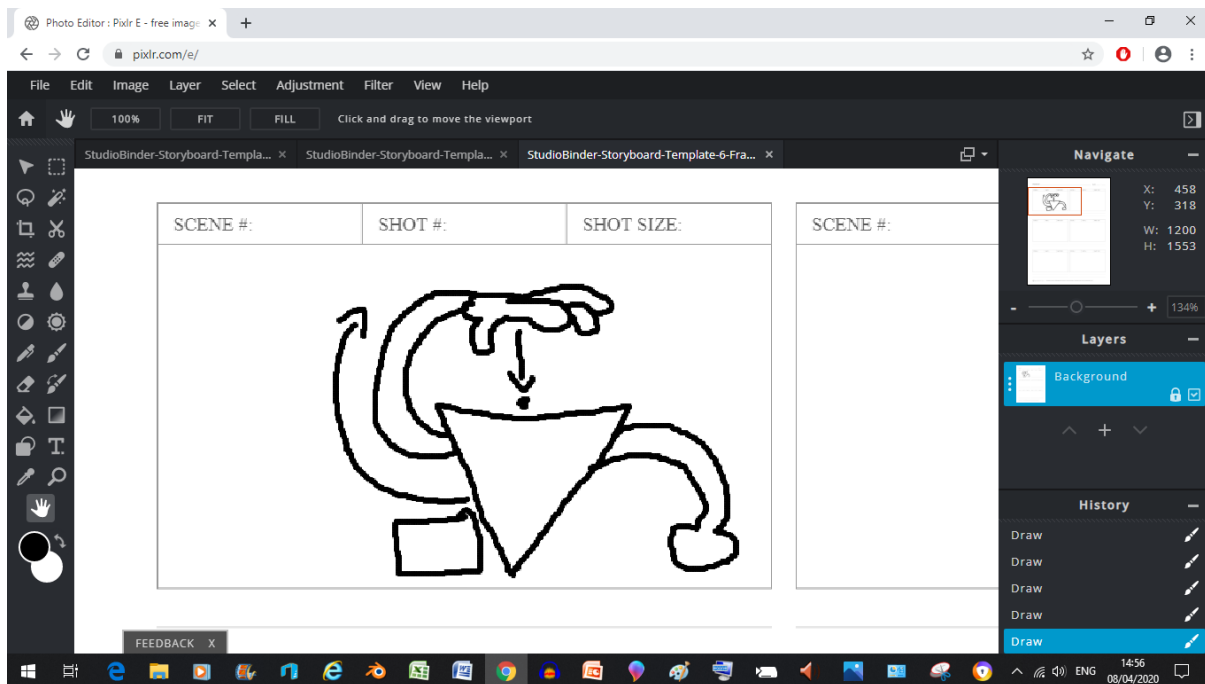 Photo Editor : Pixlr E - free image
pixlr.com/e/
File Edit Image Layer Select Adjustment Filter View Help
100% FIT FILL Click and drag to move the viewport
StudioBinder-Storyboard-Templa... × StudioBinder-Storyboard-Templa... × StudioBinder-Storyboard-Template-6-Fra... ×
Navigate
X: 458
Y: 318
W: 1200
H: 1553
134%
SCENE #: SHOT #: SHOT SIZE: SCENE #:
Layers
Background
History
Draw
Draw
Draw
Draw
Draw
FEEDBACK X
ENG
14:56
08/04/2020